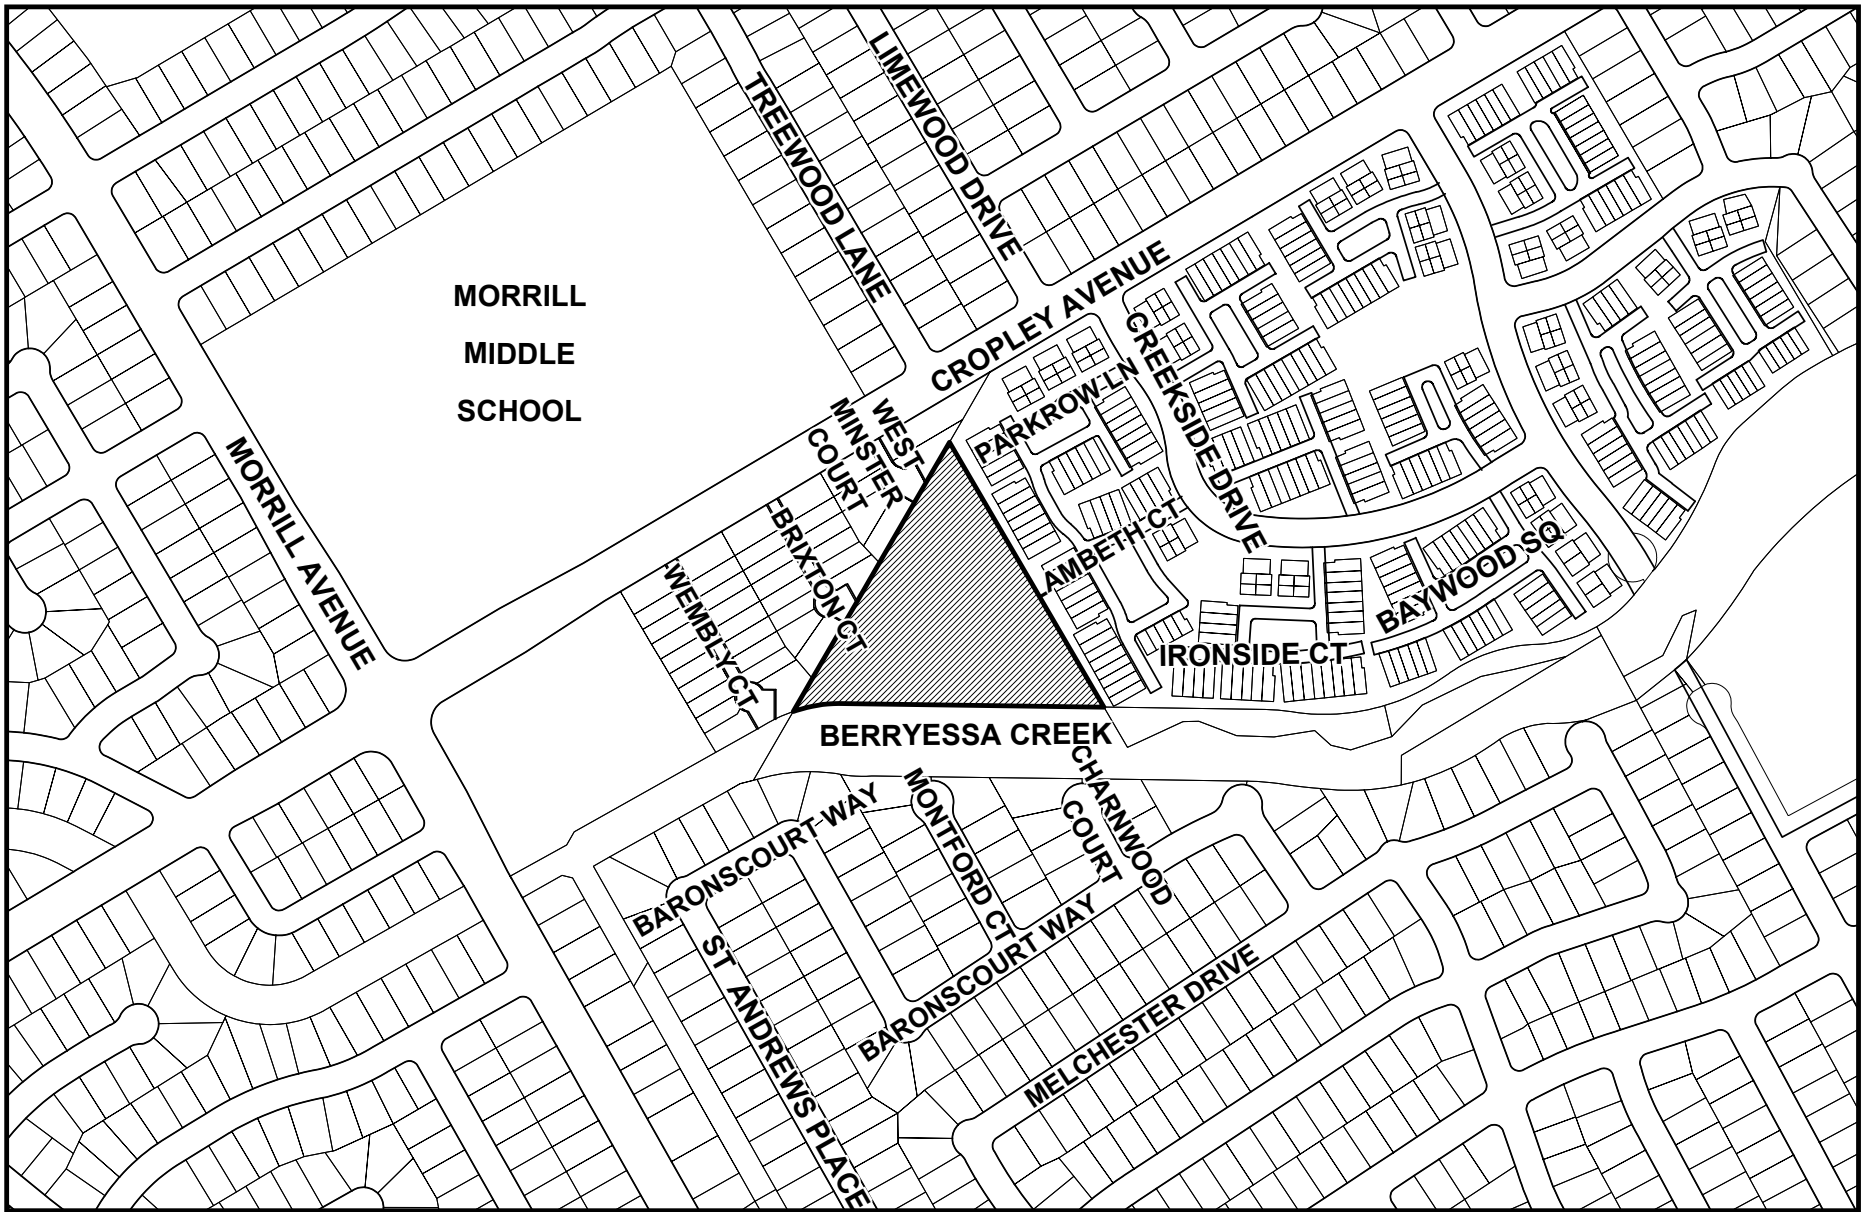 LIMEWOOD DRIVE
TREEWOOD LANE
MORRILL
MIDDLE
SCHOOL
CROPLEY AVENUE
CREEKSIDE DRIVE
PARKROW LN
WEST
MINSTER
COURT
MORRILL AVENUE
BRIXTON CT
WEMBLY CT
LAMBETH CT
BAYWOOD SQ
IRONSIDE CT
BERRYESSA CREEK
CHARNWOOD
COURT
MONTFORD CT
BARONSCOURT WAY
BARONSCOURT WAY
ST ANDREWS PLACE
MELCHESTER DRIVE